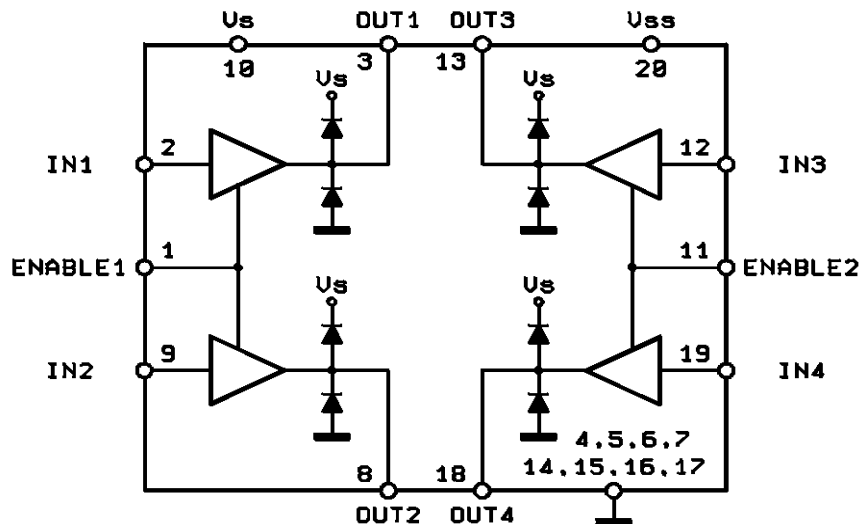 Vs OUT1 OUT3 Vss
10 3 13 20
Vs Vs
IN1 2 12 IN3
ENABLE1 1 11 ENABLE2
Vs Vs
IN2 9 19 IN4
4,5,6,7
8 18 14,15,16,17
OUT2 OUT4